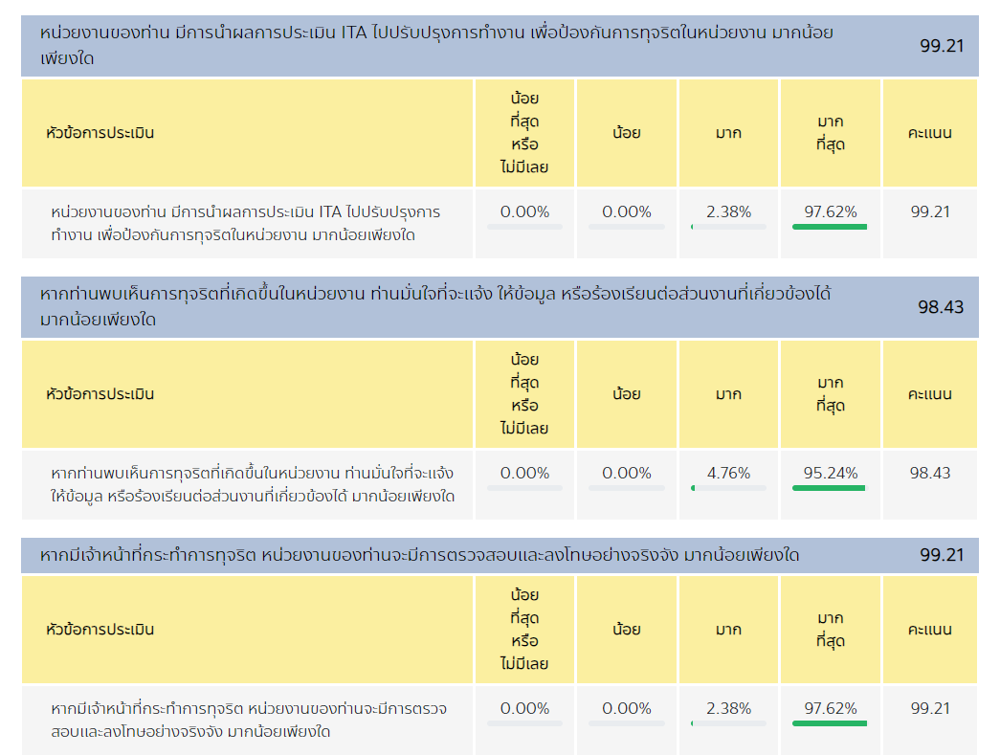 หน่วยงานของท่าน มีการนำผลการประเมิน ITA ไปปรับปรุงการทำงาน เพื่อป้องกันการทุจริตในหน่วยงาน มากน้อย
เพียงใด
99.21
หัวข้อการประเมิน
น้อย
ที่สุด
หรือ
ไม่มีเลย
น้อย
มาก
มาก
ที่สุด
คะแนน
หน่วยงานของท่าน มีการนำผลการประเมิน ITA ไปปรับปรุงการ
ทำงาน เพื่อป้องกันการทุจริตในหน่วยงาน มากน้อยเพียงใด
0.00%
0.00%
2.38%
97.62%
99.21
หากท่านพบเห็นการทุจริตที่เกิดขึ้นในหน่วยงาน ท่านมั่นใจที่จะแจ้ง ให้ข้อมูล หรือร้องเรียนต่อส่วนงานที่เกี่ยวข้องได้
มากน้อยเพียงใด
98.43
หัวข้อการประเมิน
น้อย
ที่สุด
หรือ
ไม่มีเลย
น้อย
มาก
มาก
ที่สุด
คะแนน
หากท่านพบเห็นการทุจริตที่เกิดขึ้นในหน่วยงาน ท่านมั่นใจที่จะแจ้ง
ให้ข้อมูล หรือร้องเรียนต่อส่วนงานที่เกี่ยวข้องได้ มากน้อยเพียงใด
0.00%
0.00%
4.76%
95.24%
98.43
หากมีเจ้าหน้าที่กระทำการทุจริต หน่วยงานของท่านจะมีการตรวจสอบและลงโทษอย่างจริงจัง มากน้อยเพียงใด
99.21
หัวข้อการประเมิน
น้อย
ที่สุด
หรือ
ไม่มีเลย
น้อย
มาก
มาก
ที่สุด
คะแนน
หากมีเจ้าหน้าที่กระทำการทุจริต หน่วยงานของท่านจะมีการตรวจ
สอบและลงโทษอย่างจริงจัง มากน้อยเพียงใด
0.00%
0.00%
2.38%
97.62%
99.21